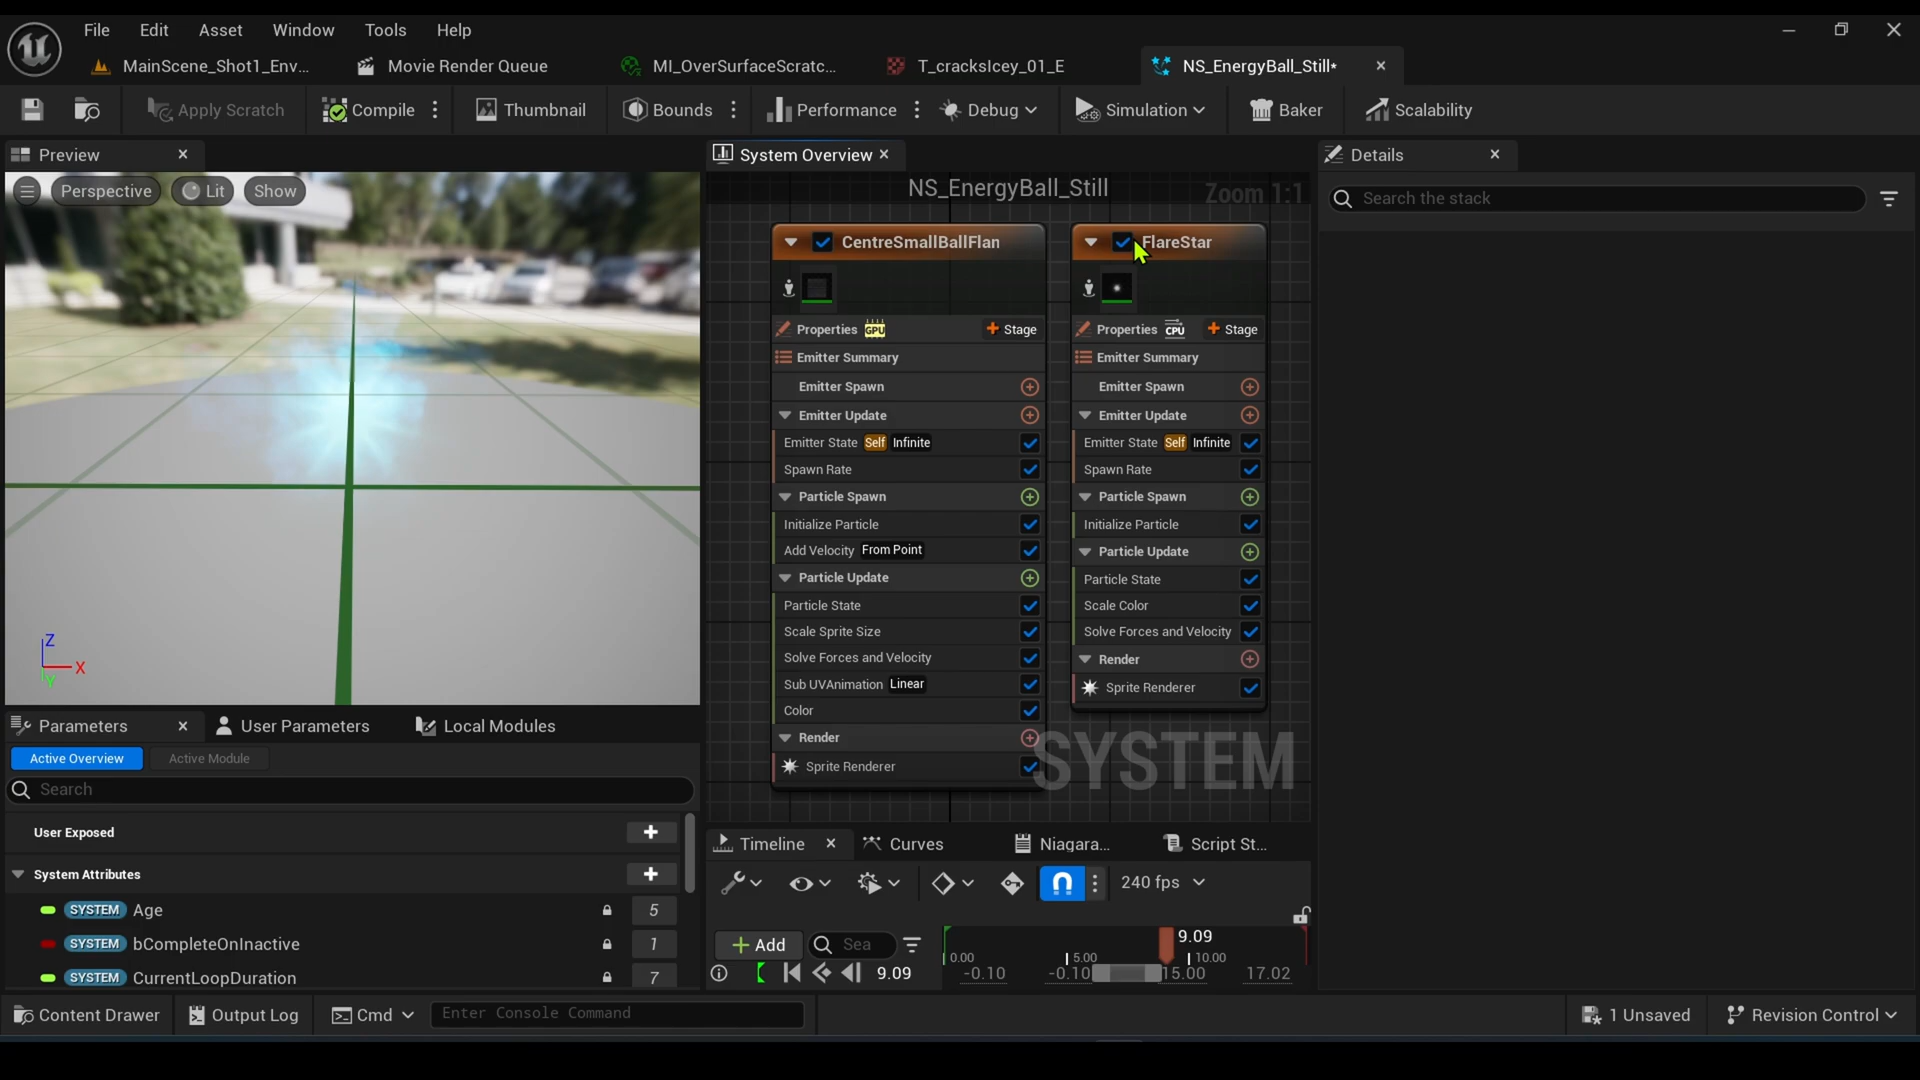 File Edit Asset Window Tools Help
MainScene_Shot1_Env... Movie Render Queue MI_OverSurfaceScratc... T_cracksIcey_01_E NS_EnergyBall_Still*
Apply Scratch Compile Thumbnail Bounds Performance Debug Simulation Baker Scalability
Preview System Overview Details
Perspective Lit Show
NS_EnergyBall_Still
Zoom 1:1
Search the stack
CentreSmallBallFlan
Properties GPU Stage
Emitter Summary
Emitter Spawn
Emitter Update
Emitter State Self Infinite
Spawn Rate
Particle Spawn
Initialize Particle
Add Velocity From Point
Particle Update
Particle State
Scale Sprite Size
Solve Forces and Velocity
Sub UVAnimation Linear
Color
Render
Sprite Renderer
FlareStar
Properties CPU Stage
Emitter Summary
Emitter Spawn
Emitter Update
Emitter State Self Infinite
Spawn Rate
Particle Spawn
Initialize Particle
Particle Update
Particle State
Scale Color
Solve Forces and Velocity
Render
Sprite Renderer
SYSTEM
Z
X
Y
Parameters User Parameters Local Modules
Active Overview Active Module
Search
User Exposed
System Attributes
SYSTEM Age 5
SYSTEM bCompleteOnInactive 1
SYSTEM CurrentLoopDuration 7
Timeline Curves Niagara... Script St...
240 fps
Add Sea
9.09
0.00 5.00 10.00
9.09 -0.10 -0.10 15.00 17.02
Content Drawer Output Log Cmd Enter Console Command 1 Unsaved Revision Control